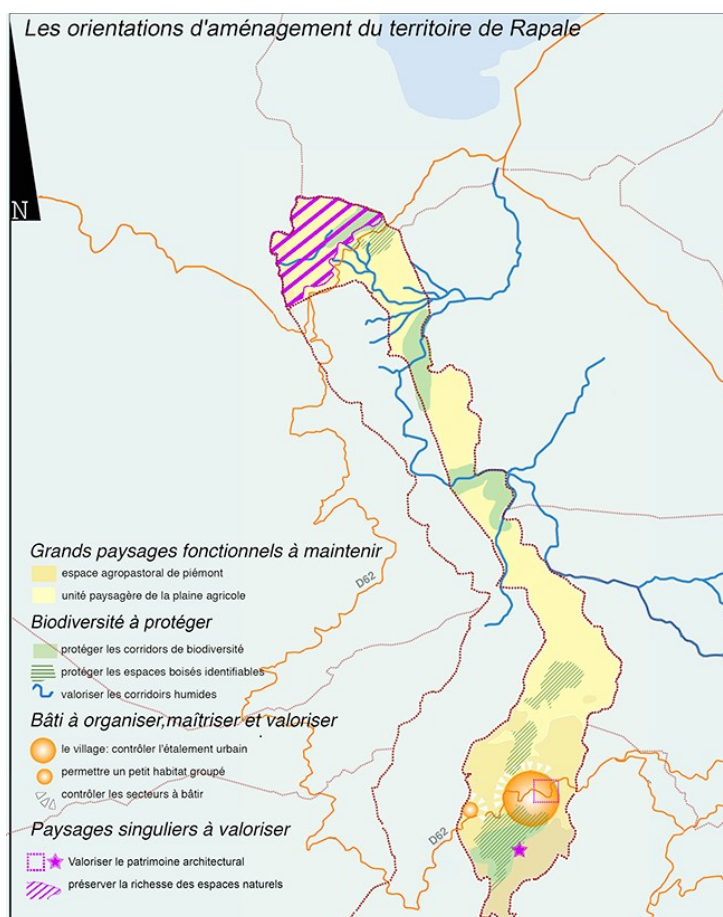 Les orientations d'aménagement du territoire de Rapale
N
Grands paysages fonctionnels à maintenir
D62
espace agropastoral de piémont
unité paysagère de la plaine agricole
Biodiversité à protéger
protéger les corridors de biodiversité
protéger les espaces boisés identifiables
valoriser les corridoirs humides
Bâti à organiser,maîtriser et valoriser
le village: contrôler l'étalement urbain
permettre un petit habitat groupé
contrôler les secteurs à bâtir
D62
Paysages singuliers à valoriser
Valoriser le patrimoine architectural
préserver la richesse des espaces naturels